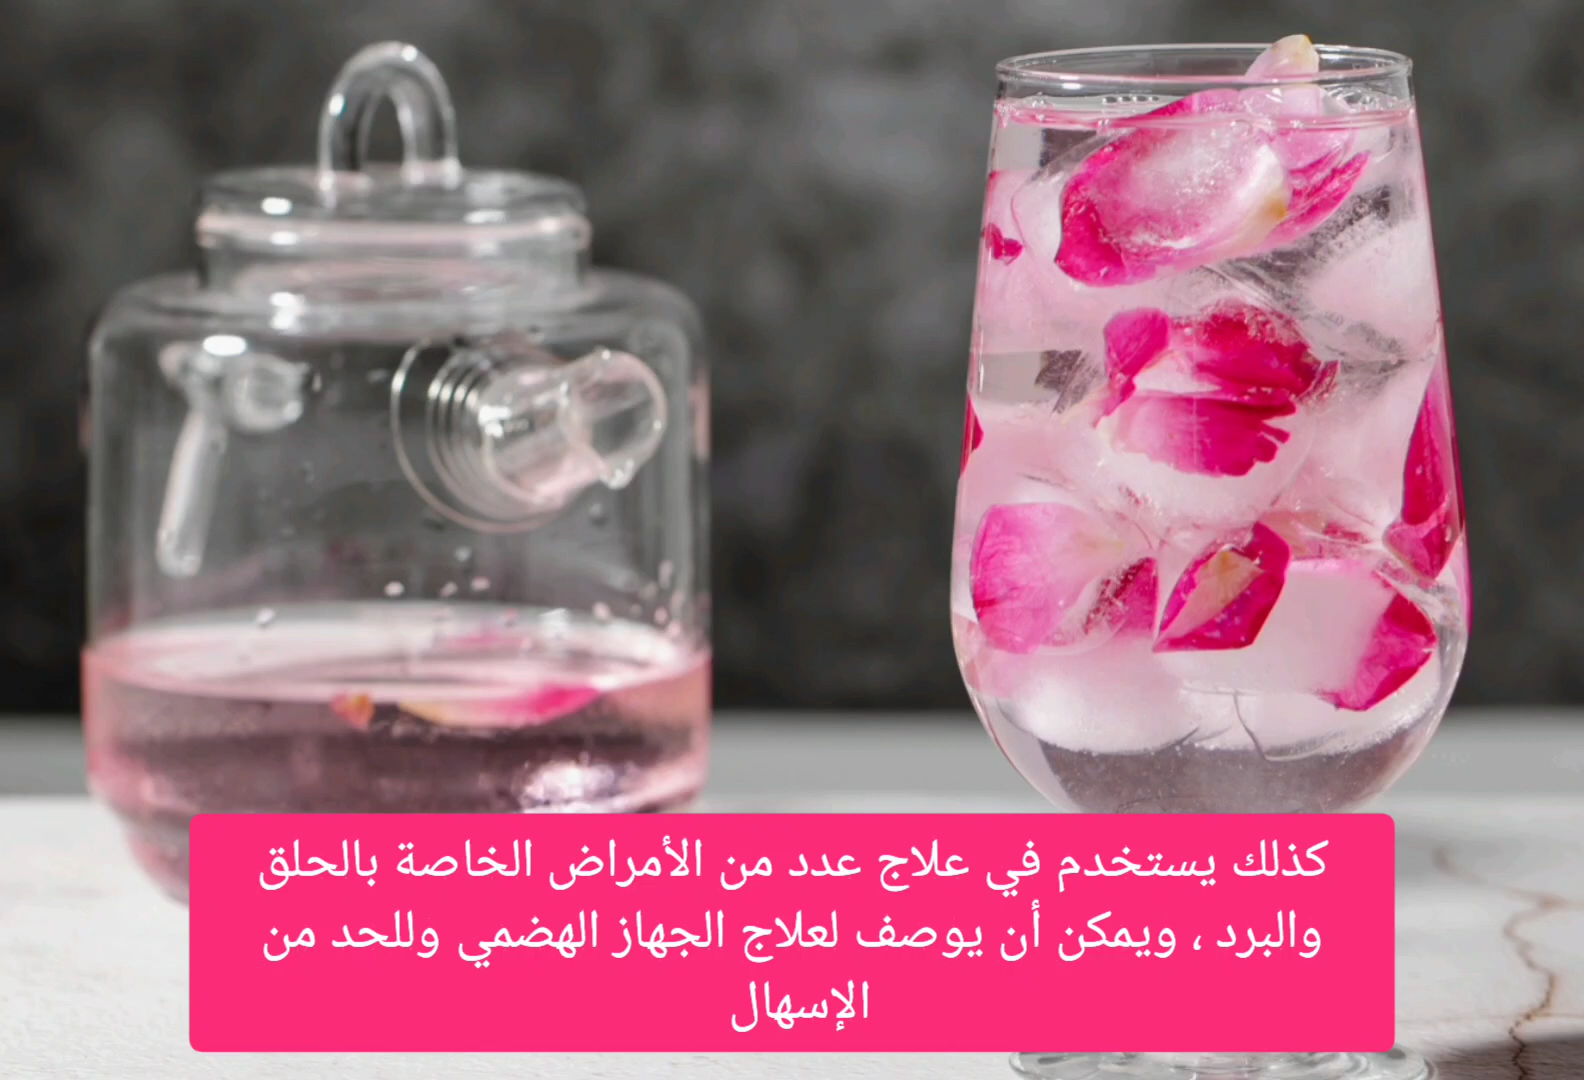 كذلك يستخدم في علاج عدد من الأمراض الخاصة بالحلق
والبرد ، ويمكن أن يوصف لعلاج الجهاز الهضمي وللحد من
الإسهال